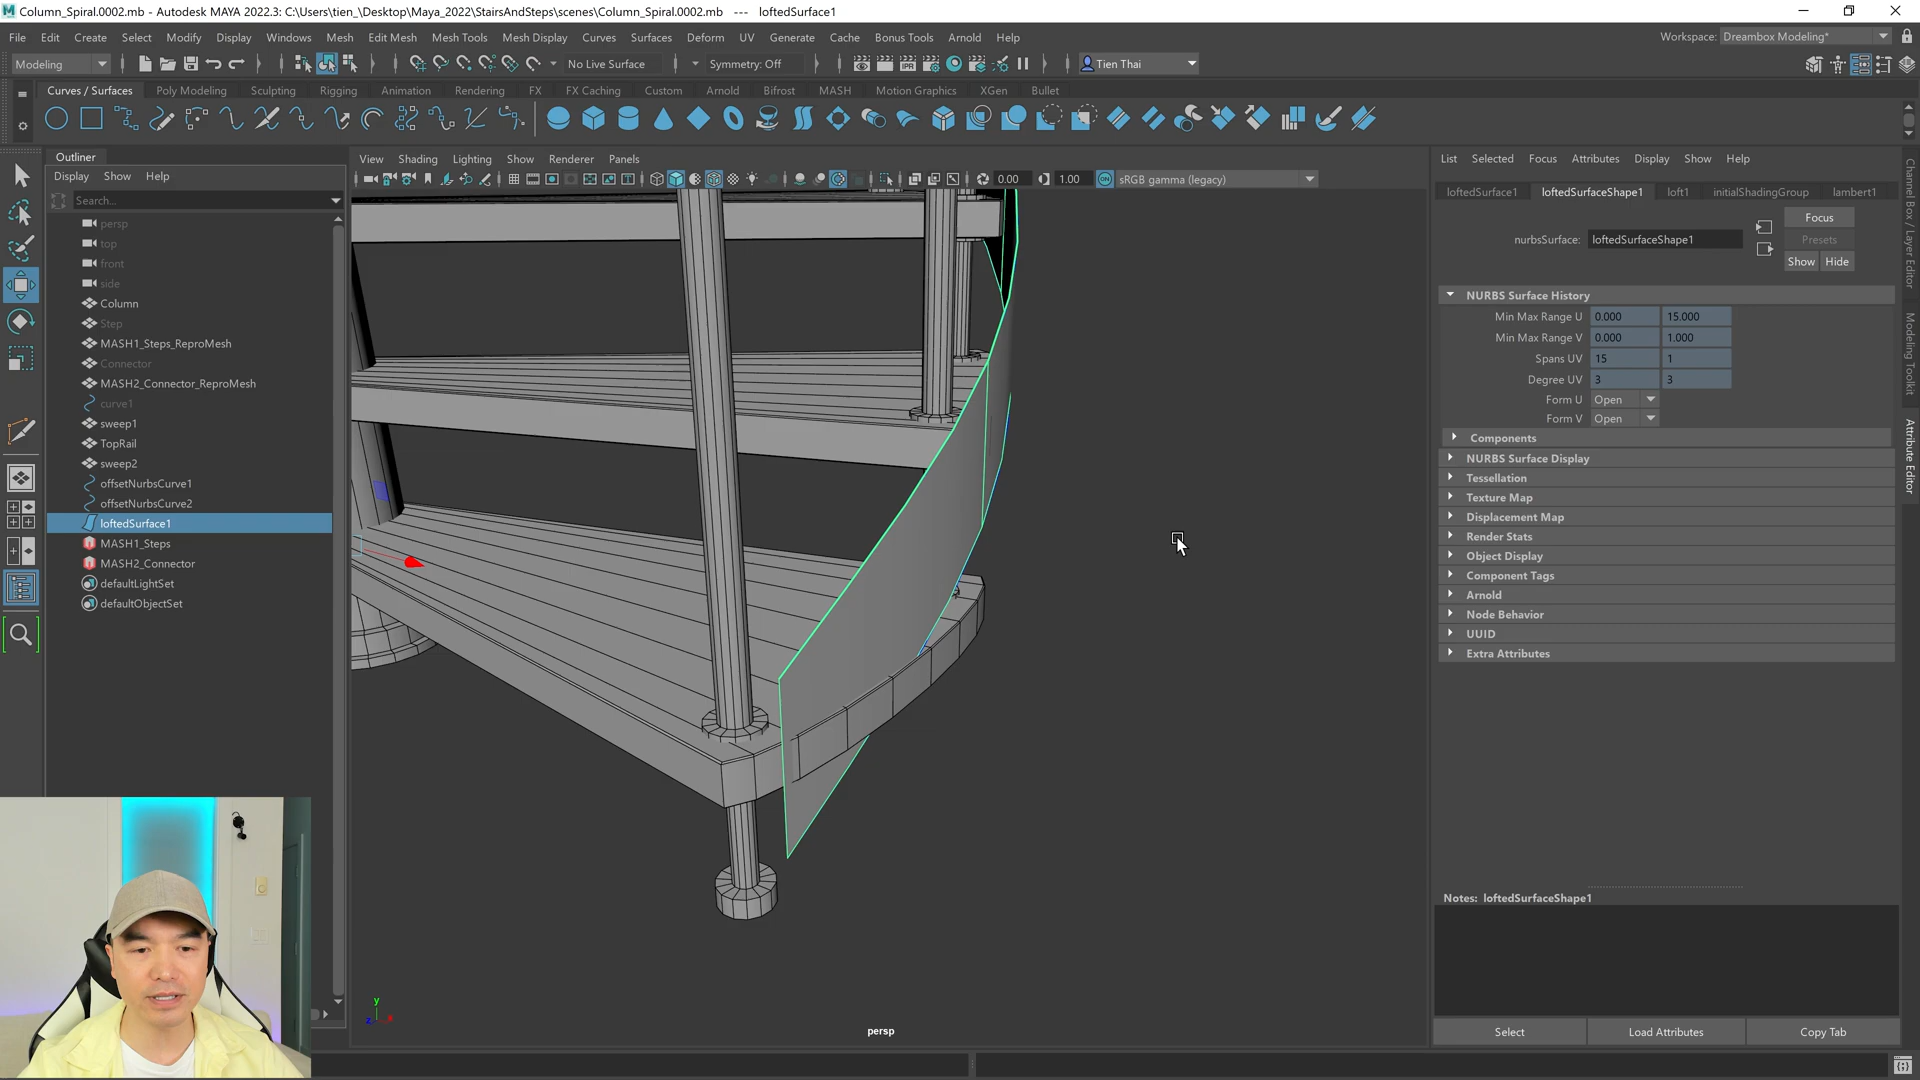 Column_Spiral.0002.mb - Autodesk MAYA 2022.3: C:\Users\tien_\Desktop\Maya_2022\StairsAndSteps\scenes\Column_Spiral.0002.mb --- loftedSurface1
File Edit Create Select Modify Display Windows Mesh Edit Mesh Mesh Tools Mesh Display Curves Surfaces Deform UV Generate Cache Bonus Tools Arnold Help
Workspace: Dreambox Modeling*
Modeling No Live Surface Symmetry: Off Tien Thai
Curves / Surfaces Poly Modeling Sculpting Rigging Animation Rendering FX FX Caching Custom Arnold Bifrost MASH Motion Graphics XGen Bullet
Outliner
Display Show Help
Search...
persp
top
front
side
Column
Step
MASH1_Steps_ReproMesh
Connector
MASH2_Connector_ReproMesh
curve1
sweep1
TopRail
sweep2
offsetNurbsCurve1
offsetNurbsCurve2
loftedSurface1
MASH1_Steps
MASH2_Connector
defaultLightSet
defaultObjectSet
View Shading Lighting Show Renderer Panels
0.00 1.00 ON sRGB gamma (legacy)
y
z x
persp
List Selected Focus Attributes Display Show Help
loftedSurface1 loftedSurfaceShape1 loft1 initialShadingGroup lambert1
Focus
nurbsSurface: loftedSurfaceShape1 Presets
Show Hide
NURBS Surface History
Min Max Range U 0.000 15.000
Min Max Range V 0.000 1.000
Spans UV 15 1
Degree UV 3 3
Form U Open
Form V Open
Components
NURBS Surface Display
Tessellation
Texture Map
Displacement Map
Render Stats
Object Display
Component Tags
Arnold
Node Behavior
UUID
Extra Attributes
Notes: loftedSurfaceShape1
Select Load Attributes Copy Tab
Channel Box / Layer Editor
Modeling Toolkit
Attribute Editor